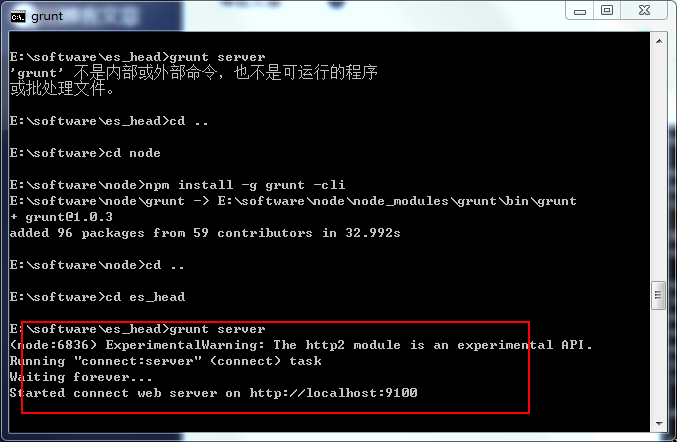 grunt
E:\software\es_head>grunt server
'grunt' 不是内部或外部命令，也不是可运行的程序
或批处理文件。
E:\software\es_head>cd ..
E:\software>cd node
E:\software\node>npm install -g grunt -cli
E:\software\node\grunt -> E:\software\node\node_modules\grunt\bin\grunt
+ grunt@1.0.3
added 96 packages from 59 contributors in 32.992s
E:\software\node>cd ..
E:\software>cd es_head
E:\software\es_head>grunt server
(node:6836) ExperimentalWarning: The http2 module is an experimental API.
Running "connect:server" (connect) task
Waiting forever...
Started connect web server on http://localhost:9100